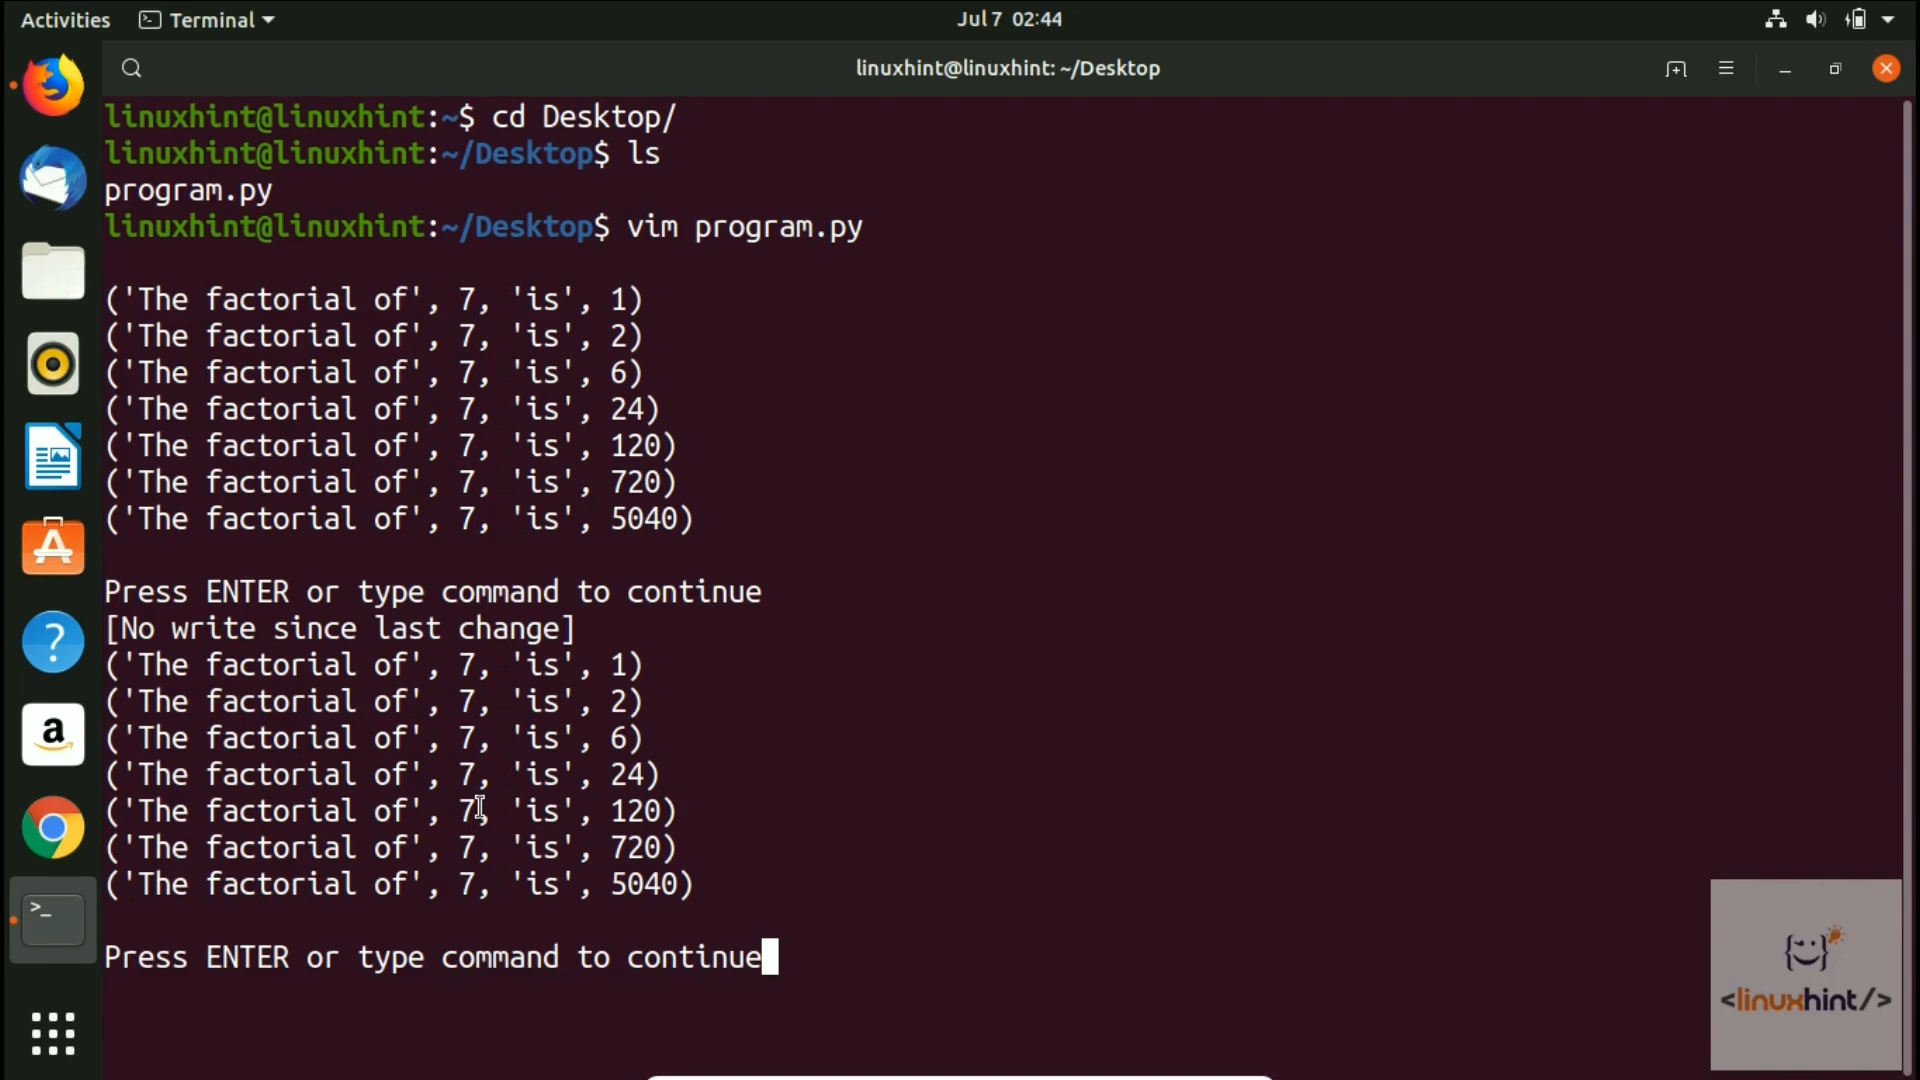 Activities Terminal Jul 7 02:44
linuxhint@linuxhint: ~/Desktop
linuxhint@linuxhint:~$ cd Desktop/
linuxhint@linuxhint:~/Desktop$ ls
program.py
linuxhint@linuxhint:~/Desktop$ vim program.py
('The factorial of', 7, 'is', 1)
('The factorial of', 7, 'is', 2)
('The factorial of', 7, 'is', 6)
('The factorial of', 7, 'is', 24)
('The factorial of', 7, 'is', 120)
('The factorial of', 7, 'is', 720)
('The factorial of', 7, 'is', 5040)
Press ENTER or type command to continue
[No write since last change]
('The factorial of', 7, 'is', 1)
('The factorial of', 7, 'is', 2)
('The factorial of', 7, 'is', 6)
('The factorial of', 7, 'is', 24)
('The factorial of', 7, 'is', 120)
('The factorial of', 7, 'is', 720)
('The factorial of', 7, 'is', 5040)
Press ENTER or type command to continue
<linuxhint/>